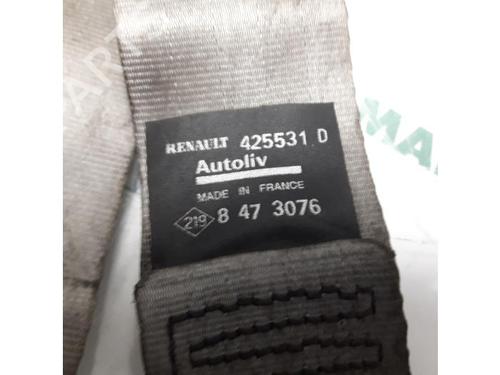 RENAULT 425531 D
Autoliv
MADE IN FRANCE
219 8 47 3076